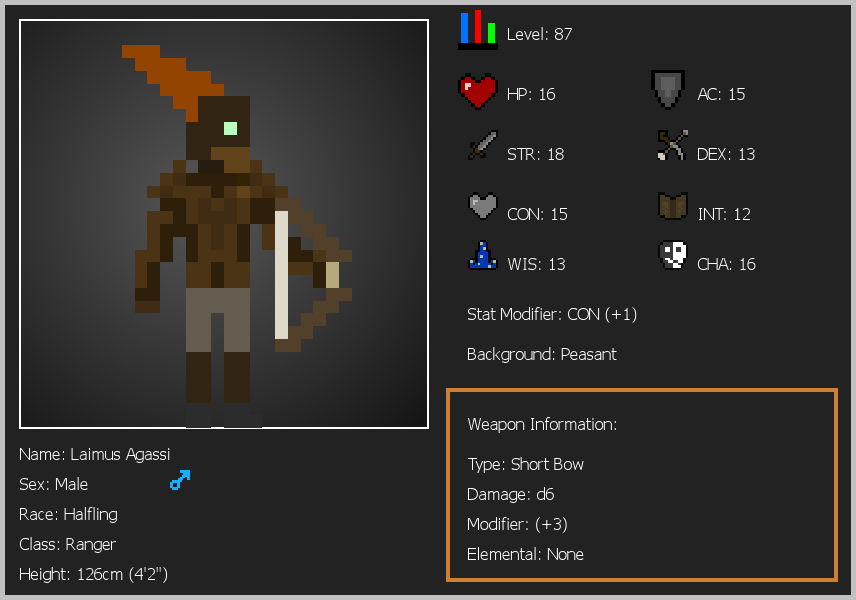 Level: 87
HP: 16
AC: 15
STR: 18
DEX: 13
CON: 15
INT: 12
WIS: 13
CHA: 16
Stat Modifier: CON (+1)
Background: Peasant
Weapon Information:
Type: Short Bow
Damage: d6
Modifier: (+3)
Elemental: None
Name: Laimus Agassi
Sex: Male
Race: Halfling
Class: Ranger
Height: 126cm (4'2")